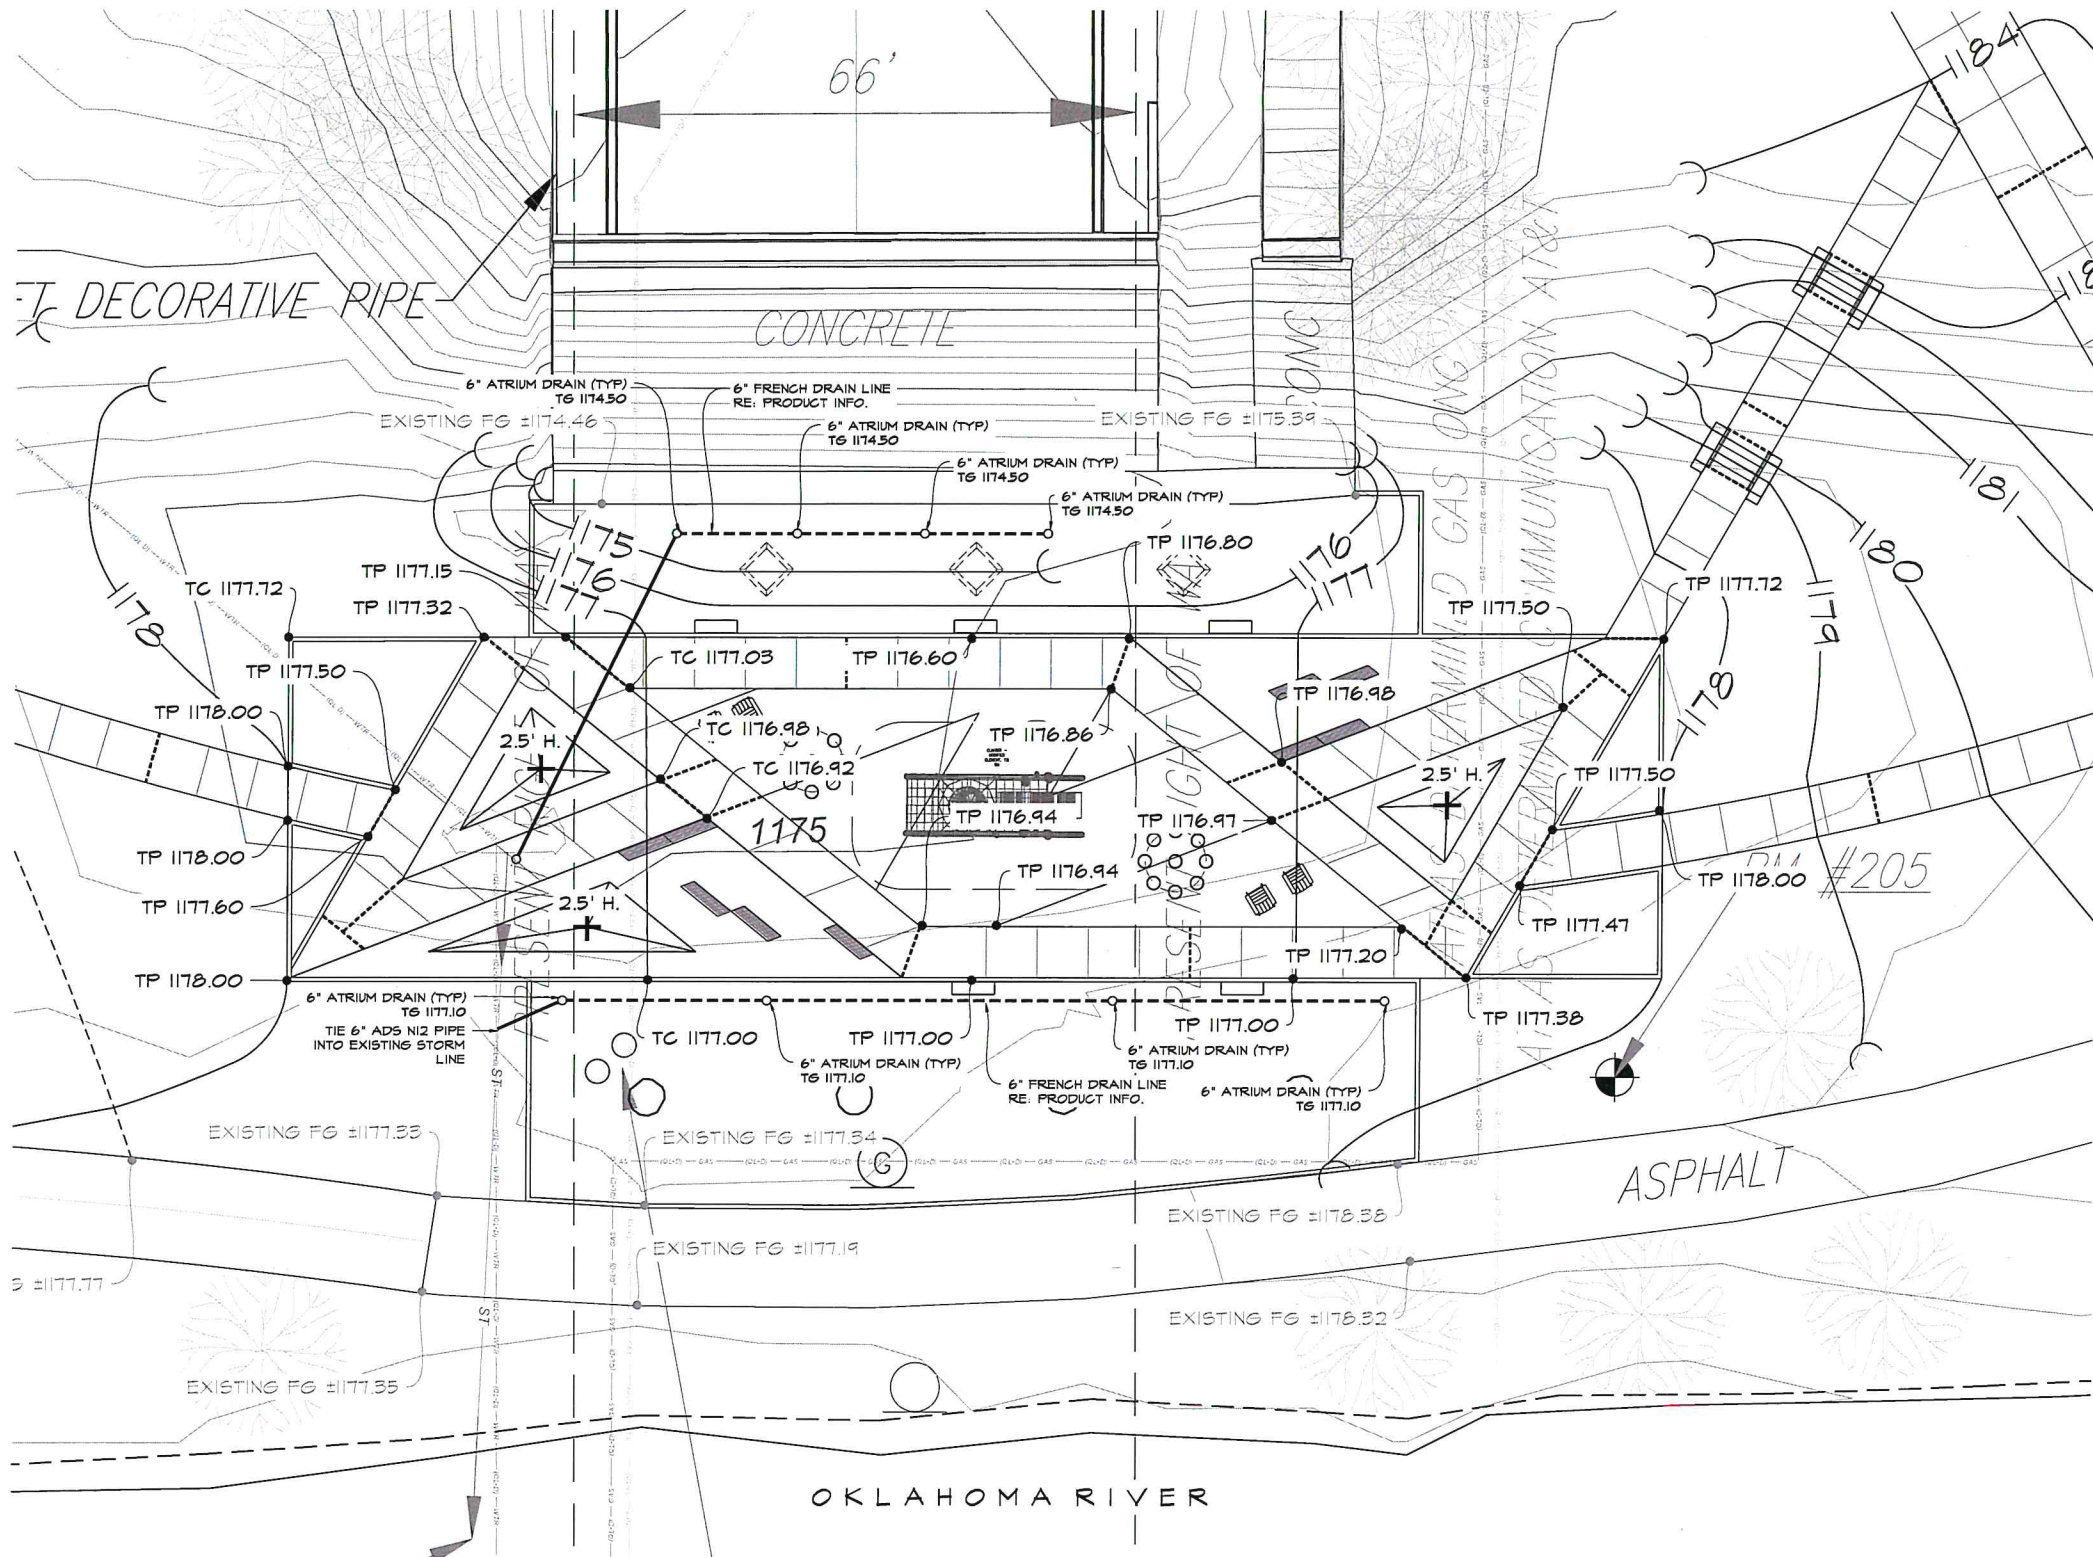 66'
1184
FT DECORATIVE PIPE
CONCRETE
CONC
6" ATRIUM DRAIN (TYP)
TG 1174.50
6" FRENCH DRAIN LINE
RE: PRODUCT INFO.
EXISTING FG ±1174.46
6" ATRIUM DRAIN (TYP)
TG 1174.50
EXISTING FG ±1175.39
6" ATRIUM DRAIN (TYP)
TG 1174.50
6" ATRIUM DRAIN (TYP)
TG 1174.50
1181
1175
1176
1177
TP 1176.80
1176
1177
1180
1179
1178
TP 1177.15
TC 1177.72
TP 1177.32
TP 1177.50
TP 1177.72
TP 1177.50
TC 1177.03
TP 1176.60
TP 1176.98
1178
TP 1178.00
2.5' H.
TC 1176.98
TP 1176.86
TC 1176.92
2.5' H.
TP 1177.50
TP 1176.94
1175
TP 1176.97
TP 1178.00
TP 1176.94
TP 1178.00
BM #205
TP 1177.60
2.5' H.
TP 1177.47
TP 1177.20
TP 1178.00
6" ATRIUM DRAIN (TYP)
TG 1177.10
TIE 6" ADS N12 PIPE
INTO EXISTING STORM
LINE
TC 1177.00
TP 1177.00
TP 1177.00
TP 1177.38
6" ATRIUM DRAIN (TYP)
TG 1177.10
6" ATRIUM DRAIN (TYP)
TG 1177.10
6" FRENCH DRAIN LINE
RE: PRODUCT INFO.
6" ATRIUM DRAIN (TYP)
TG 1177.10
ST
EXISTING FG ±1177.33
EXISTING FG ±1177.34
G
ASPHALT
EXISTING FG ±1178.38
EXISTING FG ±1177.19
±1177.77
EXISTING FG ±1178.32
ST
EXISTING FG ±1177.35
OKLAHOMA RIVER